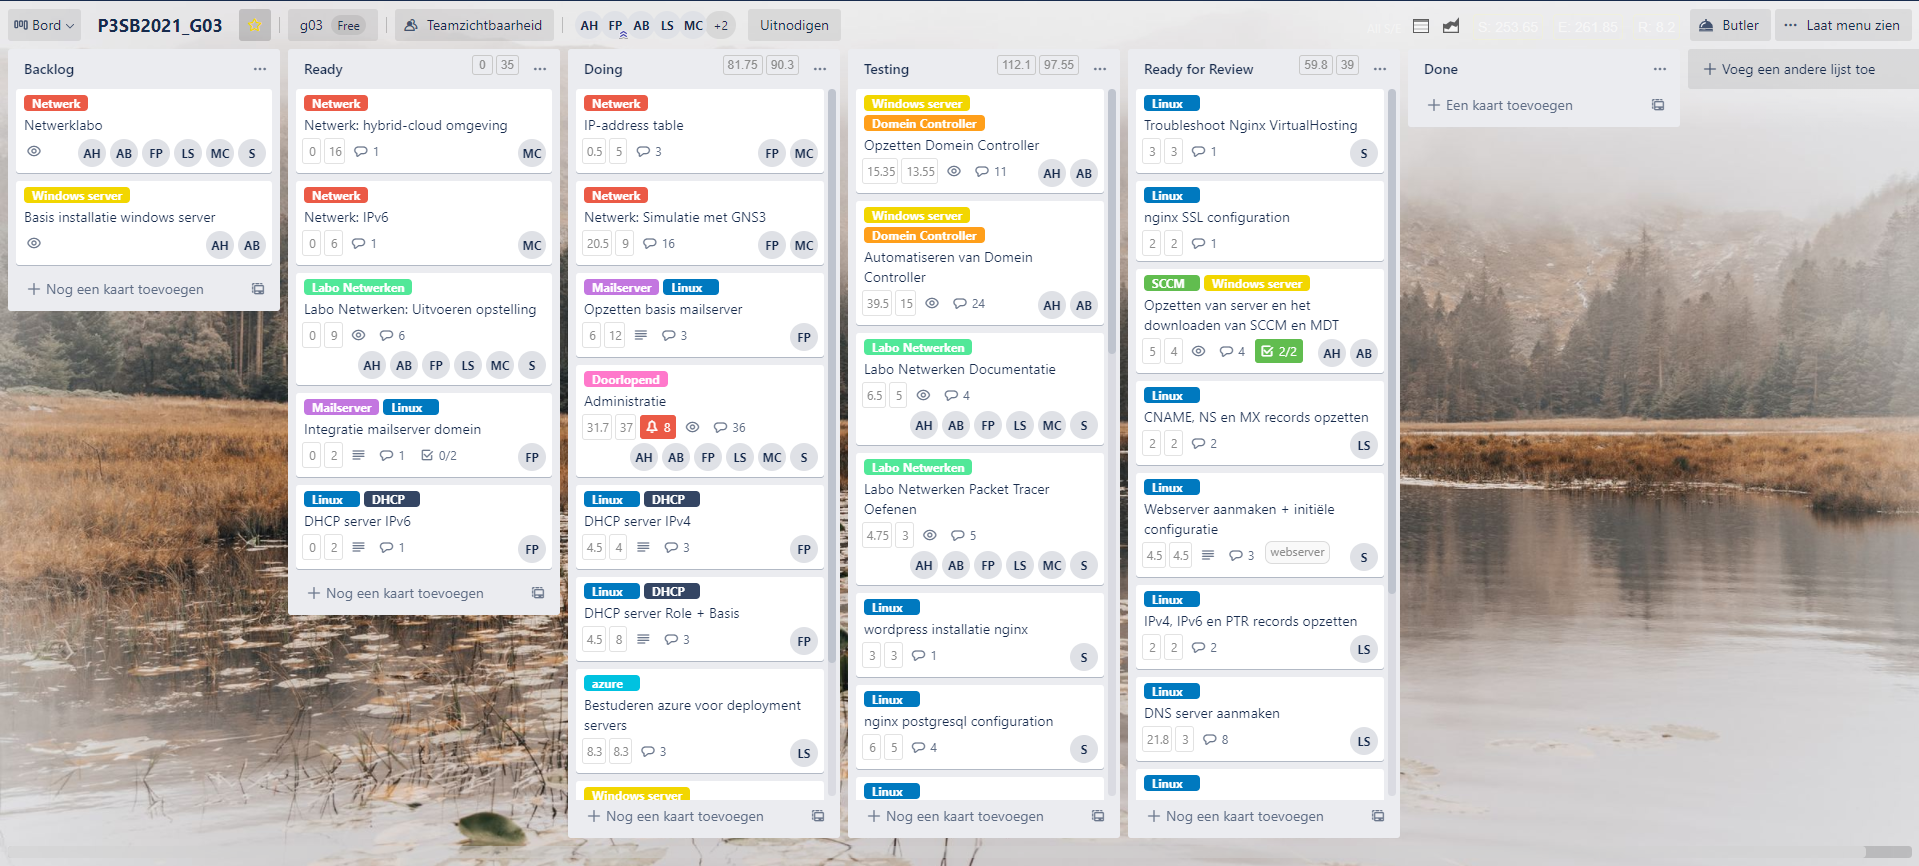 Bord P3SB2021_G03 g03 Free Teamzichtbaarheid AH FP AB LS MC +2 Uitnodigen S: 253.65 E: 261.85 R: 8.2 Butler ... Laat menu zien
Backlog ...
Netwerk
Netwerklabo
AH AB FP LS MC S
Windows server
Basis installatie windows server
AH AB
+ Nog een kaart toevoegen
Ready 0 35 ...
Netwerk
Netwerk: hybrid-cloud omgeving
0 16 1 MC
Netwerk
Netwerk: IPv6
0 6 1 MC
Labo Netwerken
Labo Netwerken: Uitvoeren opstelling
0 9 6
AH AB FP LS MC S
Mailserver Linux
Integratie mailserver domein
0 2 1 0/2 FP
Linux DHCP
DHCP server IPv6
0 2 1 FP
+ Nog een kaart toevoegen
Doing 81.75 90.3 ...
Netwerk
IP-address table
0.5 5 3 FP MC
Netwerk
Netwerk: Simulatie met GNS3
20.5 9 16 FP MC
Mailserver Linux
Opzetten basis mailserver
6 12 3 FP
Doorlopend
Administratie
31.7 37 8 36
AH AB FP LS MC S
Linux DHCP
DHCP server IPv4
4.5 4 3 FP
Linux DHCP
DHCP server Role + Basis
4.5 8 3 FP
azure
Bestuderen azure voor deployment
servers
8.3 8.3 3 LS
Windows server
+ Nog een kaart toevoegen
Testing 112.1 97.55 ...
Windows server
Domein Controller
Opzetten Domein Controller
15.35 13.55 11 AH AB
Windows server
Domein Controller
Automatiseren van Domein
Controller
39.5 15 24 AH AB
Labo Netwerken
Labo Netwerken Documentatie
6.5 5 4
AH AB FP LS MC S
Labo Netwerken
Labo Netwerken Packet Tracer
Oefenen
4.75 3 5
AH AB FP LS MC S
Linux
wordpress installatie nginx
3 3 1 S
Linux
nginx postgresql configuration
6 5 4 S
Linux
+ Nog een kaart toevoegen
Ready for Review 59.8 39 ...
Linux
Troubleshoot Nginx VirtualHosting
3 3 1 S
Linux
nginx SSL configuration
2 2 1
SCCM Windows server
Opzetten van server en het
downloaden van SCCM en MDT
5 4 4 2/2 AH AB
Linux
CNAME, NS en MX records opzetten
2 2 2 LS
Linux
Webserver aanmaken + initiële
configuratie
4.5 4.5 3 webserver S
Linux
IPv4, IPv6 en PTR records opzetten
2 2 2 LS
Linux
DNS server aanmaken
21.8 3 8 LS
Linux
+ Nog een kaart toevoegen
Done ...
+ Een kaart toevoegen
+ Voeg een andere lijst toe